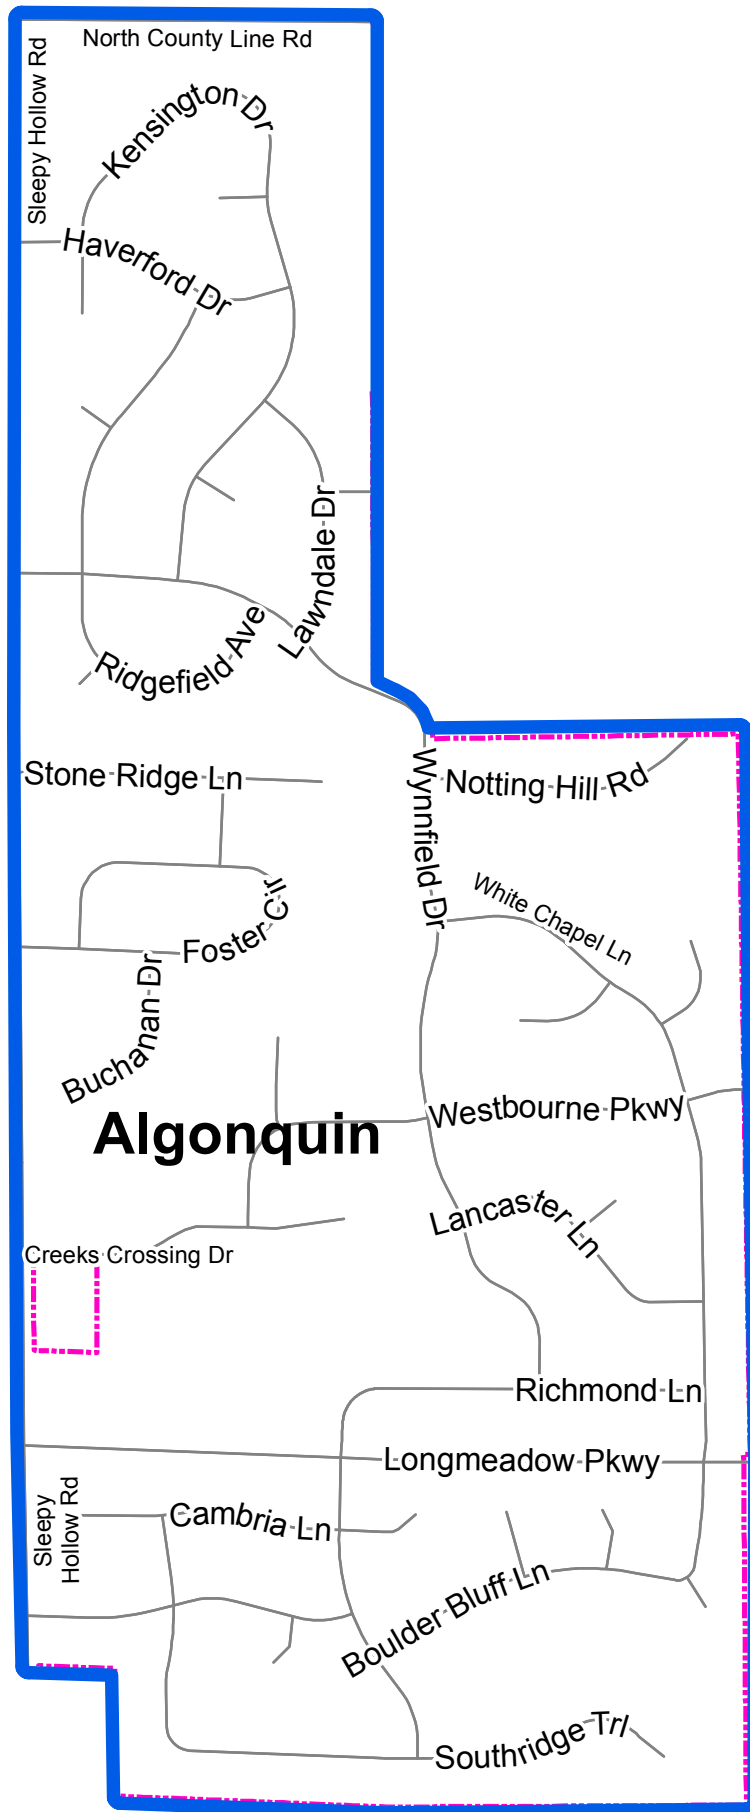 North County Line Rd
Sleepy Hollow Rd
Kensington Dr
Haverford Dr
Lawndale Dr
Ridgefield Ave
Stone Ridge Ln
Wynnfield Dr
Notting Hill Rd
White Chapel Ln
Foster Cir
Buchanan Dr
Westbourne Pkwy
Algonquin
Lancaster Ln
Creeks Crossing Dr
Richmond Ln
Longmeadow Pkwy
Sleepy
Hollow Rd
Cambria Ln
Boulder Bluff Ln
Southridge Trl